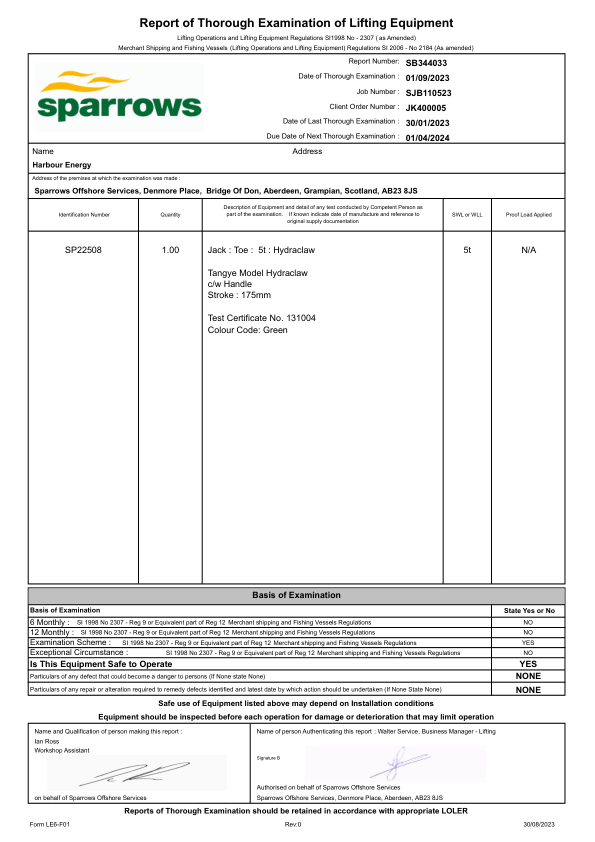 Report of Thorough Examination of Lifting Equipment
Lifting Operations and Lifting Equipment Regulations SI1998 No - 2307 ( as Amended)
Merchant Shipping and Fishing Vessels (Lifting Operations and Lifting Equipment) Regulations SI 2006 - No 2184 (As amended)
sparrows
Report Number: SB344033
Date of Thorough Examination : 01/09/2023
Job Number : SJB110523
Client Order Number : JK400005
Date of Last Thorough Examination : 30/01/2023
Due Date of Next Thorough Examination : 01/04/2024
Name Address
Harbour Energy
Address of the premises at which the examination was made :
Sparrows Offshore Services, Denmore Place, Bridge Of Don, Aberdeen, Grampian, Scotland, AB23 8JS
Identification Number Quantity Description of Equipment and detail of any test conducted by Competent Person as SWL or WLL Proof Load Applied
part of the examination. If known indicate date of manufacture and reference to
original supply documentation
SP22508 1.00 Jack : Toe : 5t : Hydraclaw 5t N/A
Tangye Model Hydraclaw
c/w Handle
Stroke : 175mm
Test Certificate No. 131004
Colour Code: Green
Basis of Examination
Basis of Examination State Yes or No
6 Monthly : SI 1998 No 2307 - Reg 9 or Equivalent part of Reg 12 Merchant shipping and Fishing Vessels Regulations NO
12 Monthly : SI 1998 No 2307 - Reg 9 or Equivalent part of Reg 12 Merchant shipping and Fishing Vessels Regulations NO
Examination Scheme : SI 1998 No 2307 - Reg 9 or Equivalent part of Reg 12 Merchant shipping and Fishing Vessels Regulations YES
Exceptional Circumstance : SI 1998 No 2307 - Reg 9 or Equivalent part of Reg 12 Merchant shipping and Fishing Vessels Regulations NO
Is This Equipment Safe to Operate YES
Particulars of any defect that could become a danger to persons (If None state None) NONE
Particulars of any repair or alteration required to remedy defects identified and latest date by which action should be undertaken (If None State None) NONE
Safe use of Equipment listed above may depend on Installation conditions
Equipment should be inspected before each operation for damage or deterioration that may limit operation
Name and Qualification of person making this report :
Ian Ross
Workshop Assistant
on behalf of Sparrows Offshore Services
Name of person Authenticating this report : Walter Service, Business Manager - Lifting
Signature B
Authorised on behalf of Sparrows Offshore Services
Sparrows Offshore Services, Denmore Place, Aberdeen, AB23 8JS
Reports of Thorough Examination should be retained in accordance with appropriate LOLER
Form LE6-F01 Rev:0 30/08/2023